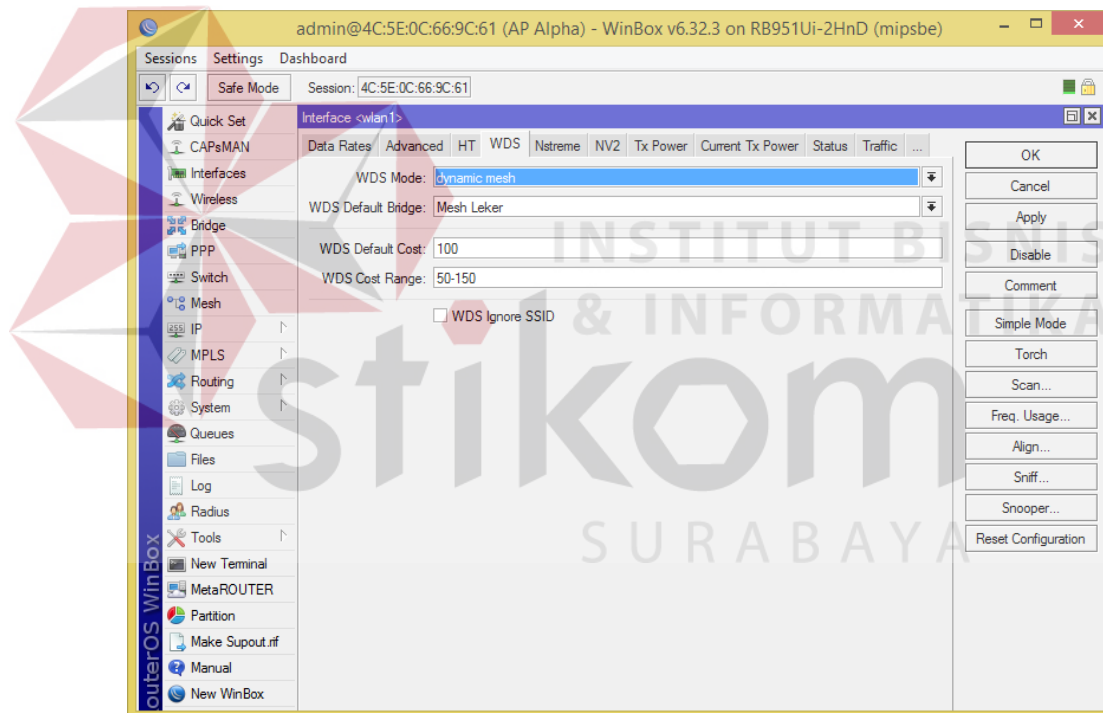 admin@4C:5E:0C:66:9C:61 (AP Alpha) - WinBox v6.32.3 on RB951Ui-2HnD (mipsbe)
Sessions Settings Dashboard
Safe Mode Session: 4C:5E:0C:66:9C:61
Interface <wlan1>
Data Rates Advanced HT WDS Nstreme NV2 Tx Power Current Tx Power Status Traffic ...
WDS Mode: dynamic mesh
WDS Default Bridge: Mesh Leker
WDS Default Cost: 100
WDS Cost Range: 50-150
WDS Ignore SSID
Quick Set
CAPsMAN
Interfaces
Wireless
Bridge
PPP
Switch
Mesh
IP
MPLS
Routing
System
Queues
Files
Log
Radius
Tools
New Terminal
MetaROUTER
Partition
Make Supout.rif
Manual
New WinBox
OK
Cancel
Apply
Disable
Comment
Simple Mode
Torch
Scan...
Freq. Usage...
Align...
Sniff...
Snooper...
Reset Configuration
outerOS WinBox
INSTITUT BISNIS
& INFORMATIKA
stikom
SURABAYA